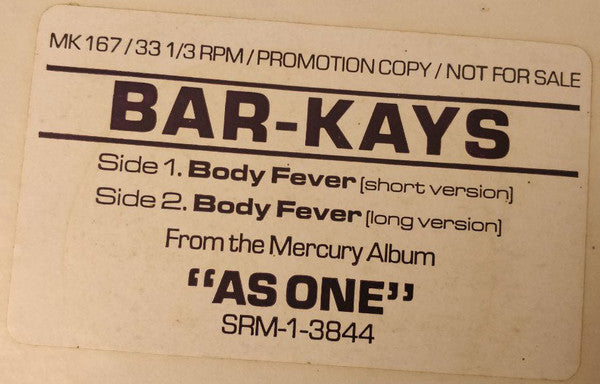 MK 167 / 33 1/3 RPM / PROMOTION COPY / NOT FOR SALE
BAR-KAYS
Side 1. Body Fever [short version]
Side 2. Body Fever [long version]
From the Mercury Album
“AS ONE”
SRM-1-3844